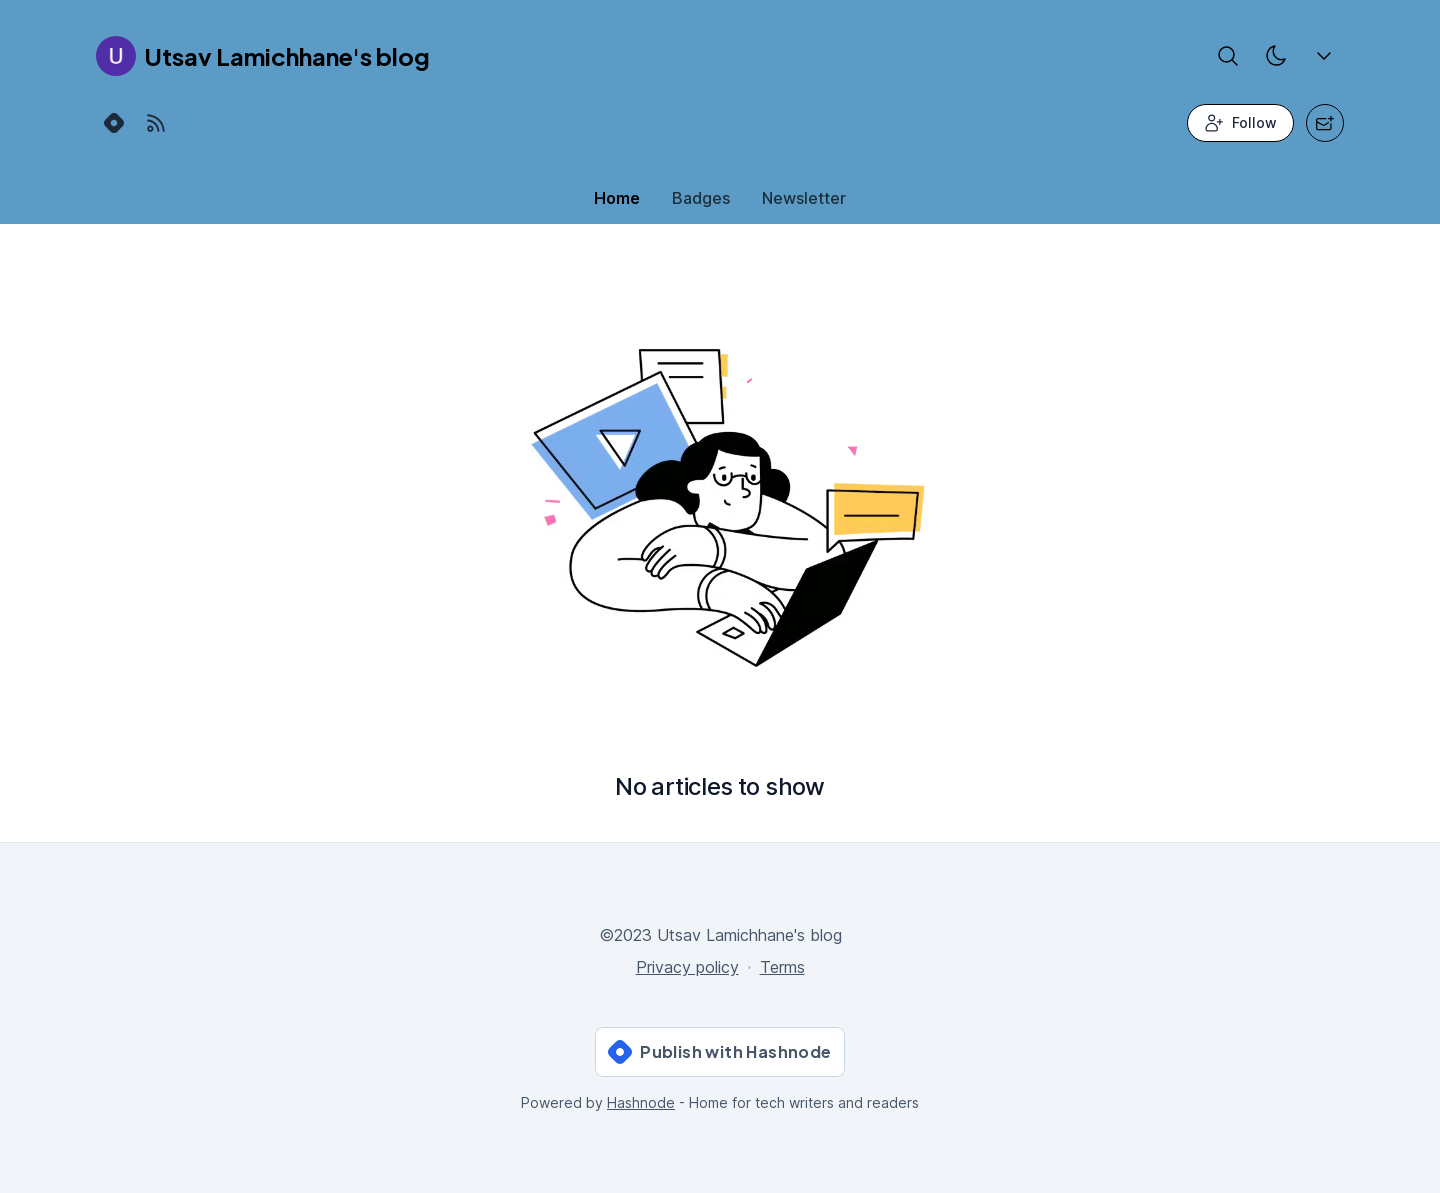 U
Utsav Lamichhane's blog
Follow
Home
Badges
Newsletter
No articles to show
©2023 Utsav Lamichhane's blog
Privacy policy · Terms
Publish with Hashnode
Powered by Hashnode - Home for tech writers and readers